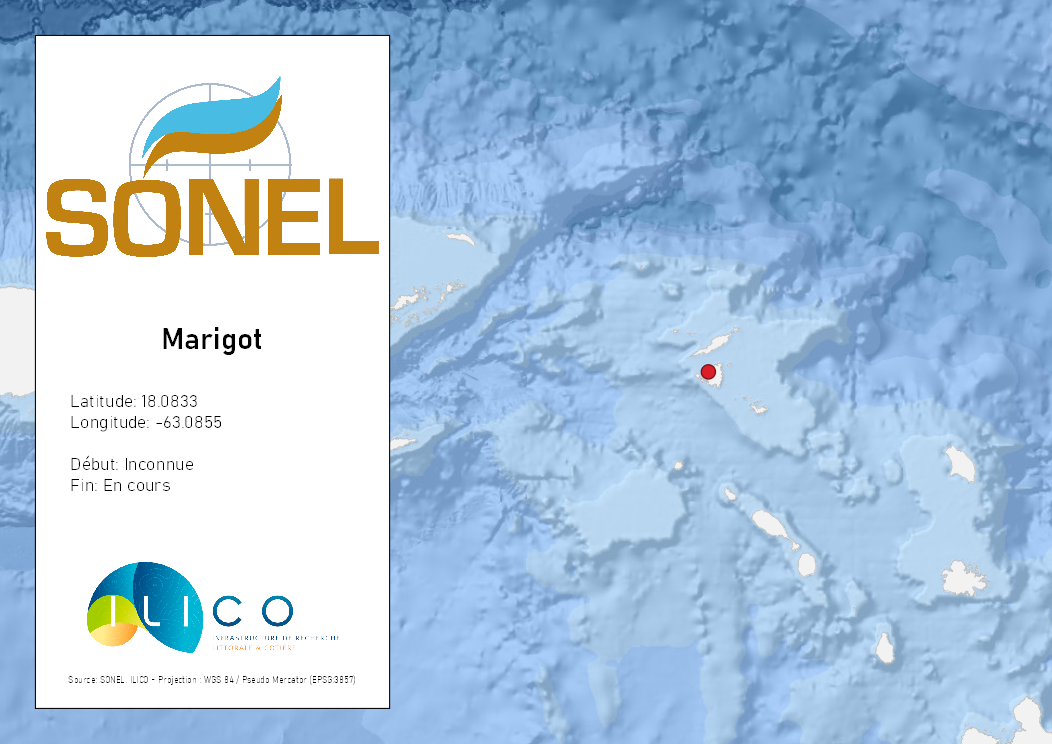 SONEL
Marigot
Latitude: 18.0833
Longitude: -63.0855
Début: Inconnue
Fin: En cours
ILICO
INFRASTRUCTURE DE RECHERCHE
LITTORALE & CÔTIÈRE
Source: SONEL, ILICO - Projection : WGS 84 / Pseudo Mercator (EPSG:3857)